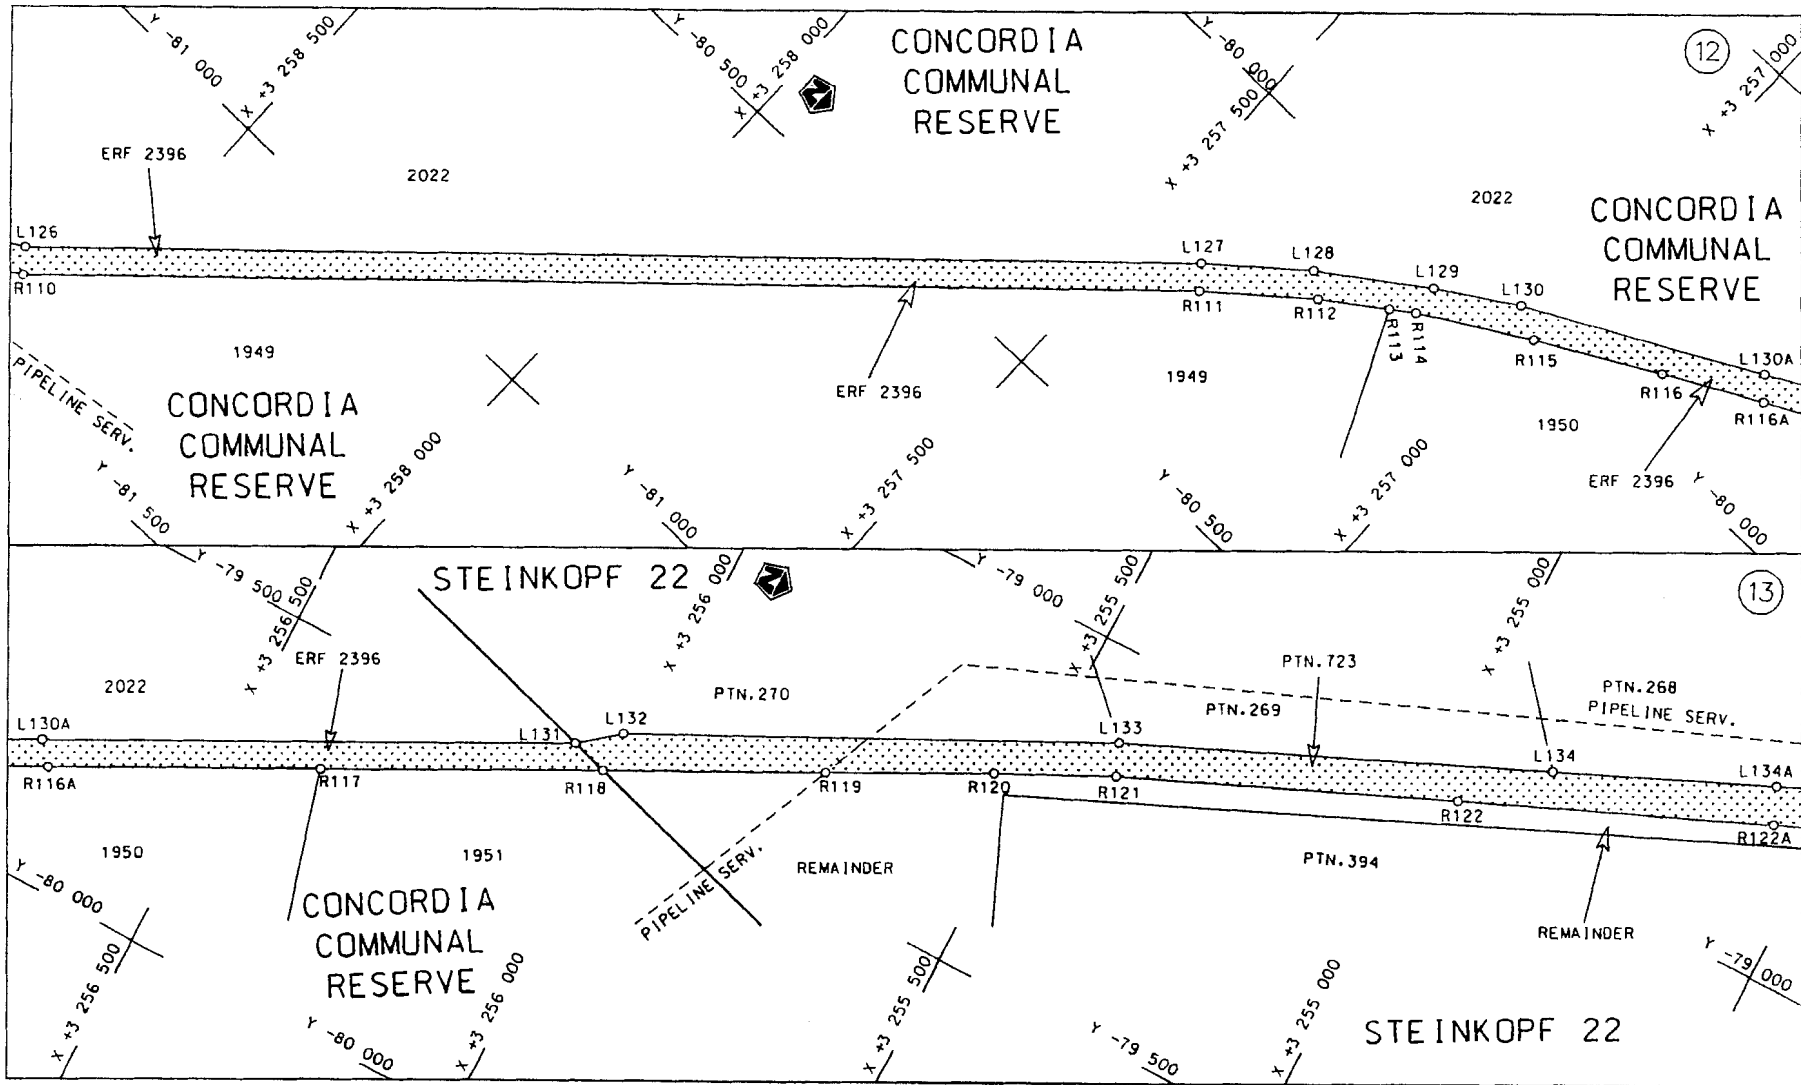 Y -81 000
X +3 258 500
Y -80 500
X +3 258 000
CONCORDIA
COMMUNAL
RESERVE
Y -80 000
X +3 257 500
12
X +3 257 000
ERF 2396
2022
2022
CONCORDIA
COMMUNAL
RESERVE
L126
L127
L128
L129
L130
L130A
R110
R111
R112
R113
R114
R115
R116
R116A
1949
PIPELINE SERV.
CONCORDIA
COMMUNAL
RESERVE
ERF 2396
1949
1950
ERF 2396
Y -81 500
X +3 258 000
Y -81 000
X +3 257 500
Y -80 500
X +3 257 000
Y -80 000
Y -79 500
X +3 256 500
STEINKOPF 22
X +3 256 000
Y -79 000
X +3 255 500
X +3 255 000
13
ERF 2396
2022
PTN.270
PTN.723
PTN.269
PTN.268
PIPELINE SERV.
L130A
L131
L132
L133
L134
L134A
R116A
R117
R118
R119
R120
R121
R122
R122A
1950
1951
PIPELINE SERV.
REMAINDER
PTN.394
Y -80 000
CONCORDIA
COMMUNAL
RESERVE
REMAINDER
X +3 256 500
Y -80 000
X +3 256 000
X +3 255 500
Y -79 500
X +3 255 000
Y -79 000
STEINKOPF 22